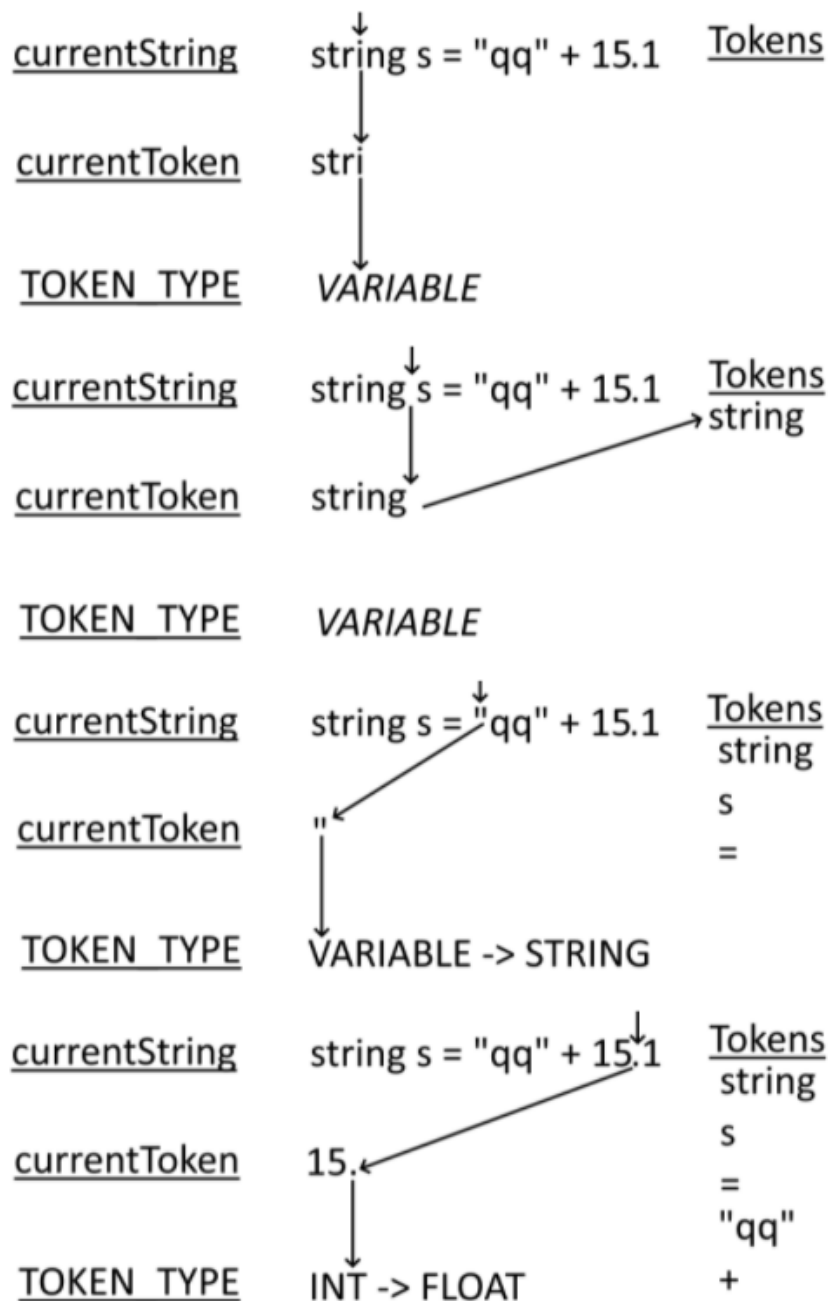 currentString string s = "qq" + 15.1 Tokens
currentToken stri
TOKEN_TYPE VARIABLE
currentString string s = "qq" + 15.1 Tokens
string
currentToken string
TOKEN_TYPE VARIABLE
currentString string s = "qq" + 15.1 Tokens
string
s
currentToken "
=
TOKEN_TYPE VARIABLE -> STRING
currentString string s = "qq" + 15.1 Tokens
string
s
currentToken 15.
=
"qq"
TOKEN_TYPE INT -> FLOAT +